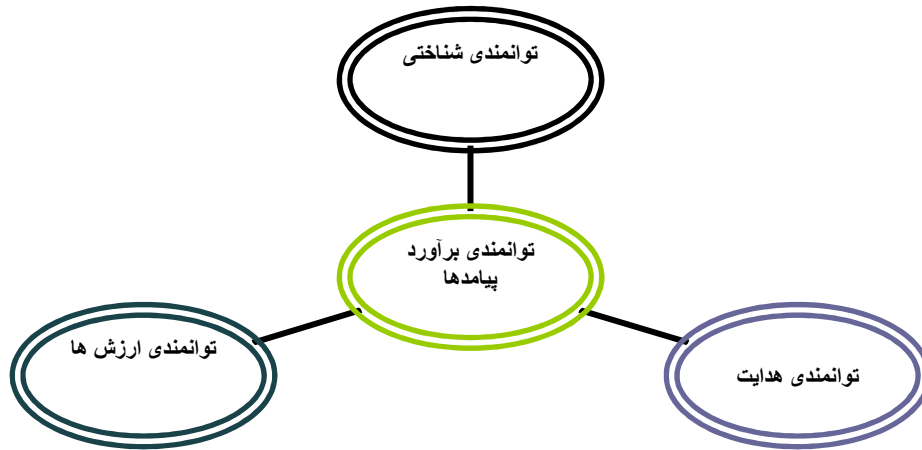 توانمندی شناختی
توانمندی برآورد
پیامدها
توانمندی ارزش ها
توانمندی هدایت